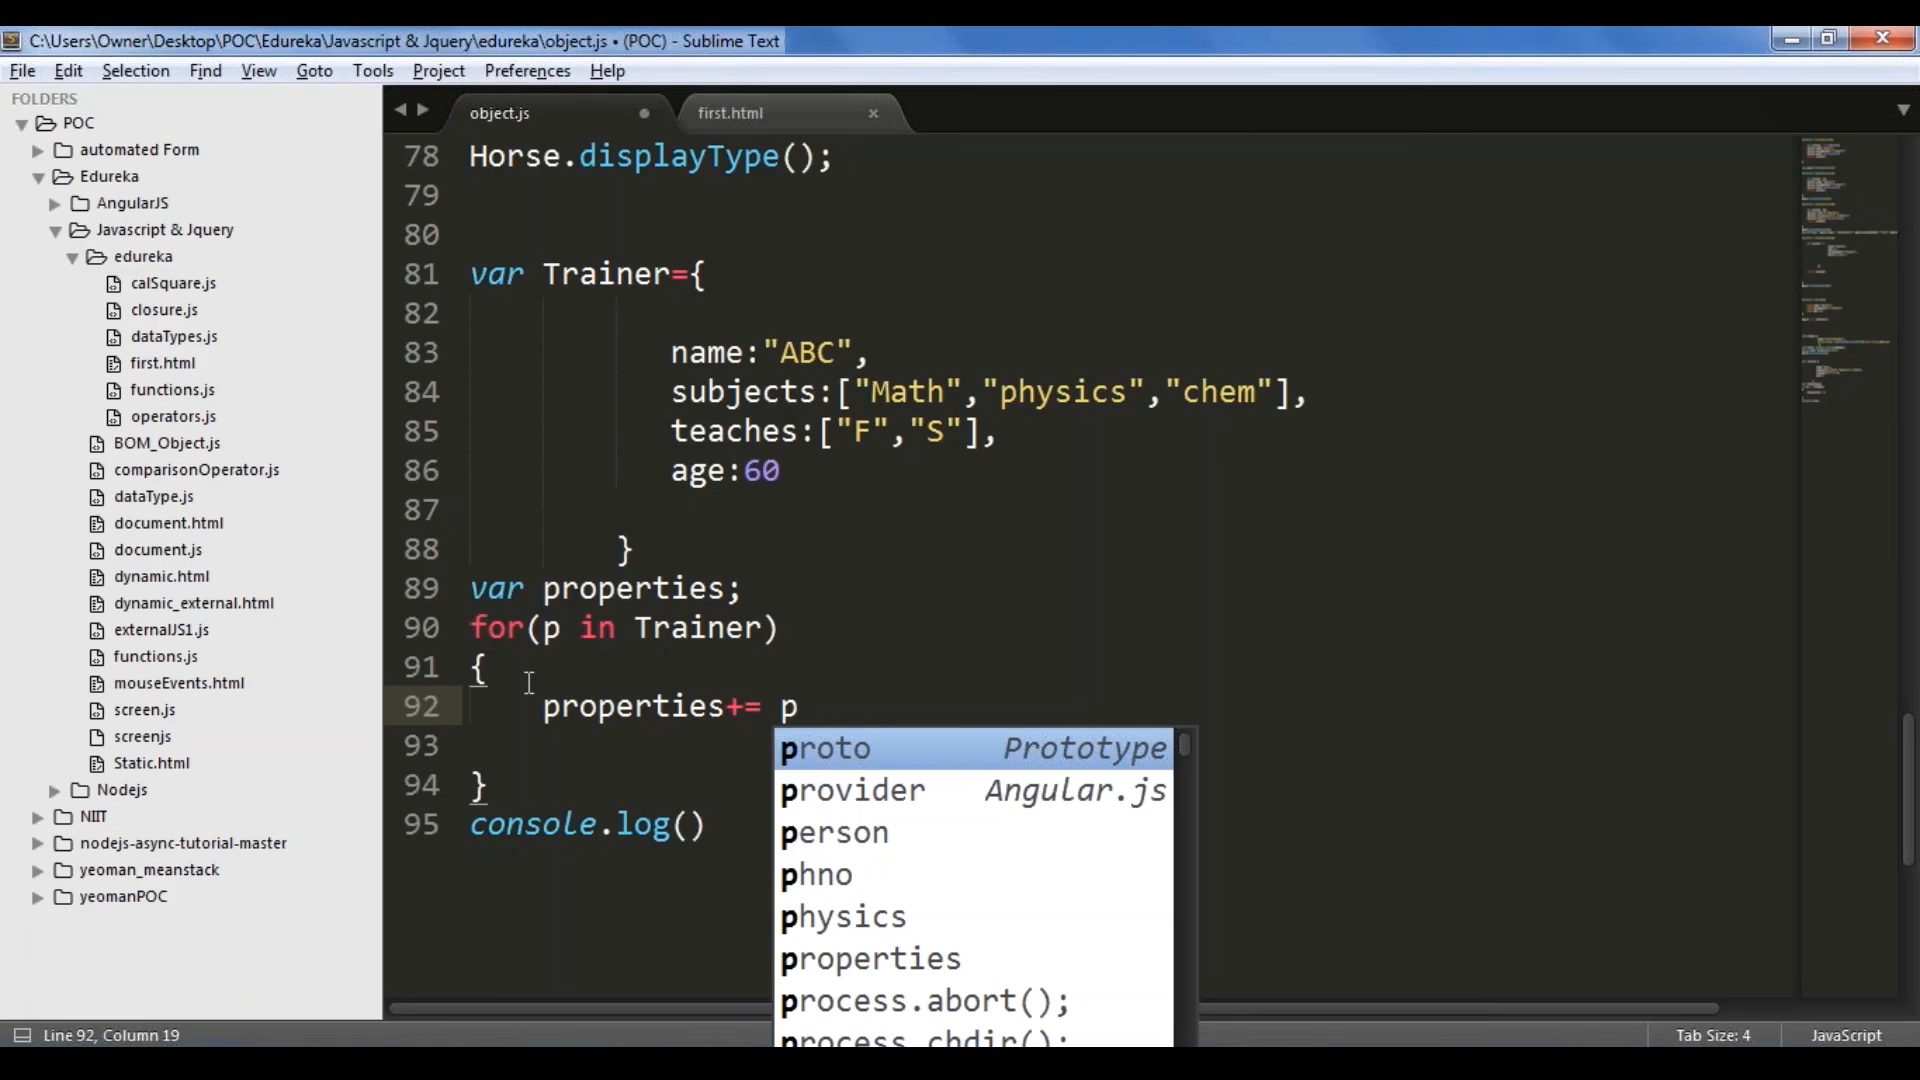 C:\Users\Owner\Desktop\POC\Edureka\Javascript & Jquery\edureka\object.js • (POC) - Sublime Text
File Edit Selection Find View Goto Tools Project Preferences Help
FOLDERS
POC
automated Form
Edureka
AngularJS
Javascript & Jquery
edureka
calSquare.js
closure.js
dataTypes.js
first.html
functions.js
operators.js
BOM_Object.js
comparisonOperator.js
dataType.js
document.html
document.js
dynamic.html
dynamic_external.html
externalJS1.js
functions.js
mouseEvents.html
screen.js
screenjs
Static.html
Nodejs
NIIT
nodejs-async-tutorial-master
yeoman_meanstack
yeomanPOC
object.js first.html
78 Horse.displayType();
79
80
81 var Trainer={
82
83 name:"ABC",
84 subjects:["Math","physics","chem"],
85 teaches:["F","S"],
86 age:60
87
88 }
89 var properties;
90 for(p in Trainer)
91 {
92 properties+= p
93
94 }
95 console.log()
proto Prototype
provider Angular.js
person
phno
physics
properties
process.abort();
process.chdir();
Line 92, Column 19
Tab Size: 4
JavaScript